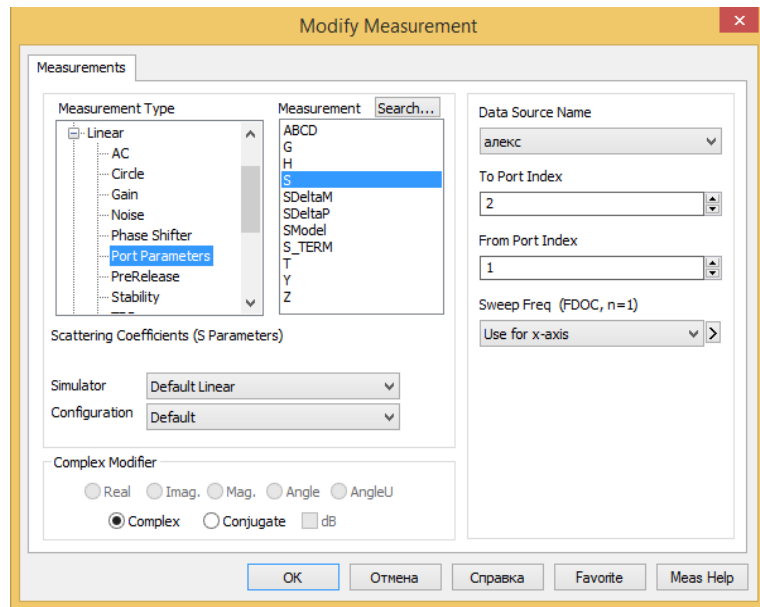 Modify Measurement
Measurements
Measurement Type
Linear
AC
Circle
Gain
Noise
Phase Shifter
Port Parameters
PreRelease
Stability
Measurement Search...
ABCD
G
H
S
SDeltaM
SDeltaP
SModel
S_TERM
T
Y
Z
Scattering Coefficients (S Parameters)
Simulator Default Linear
Configuration Default
Complex Modifier
Real Imag. Mag. Angle AngleU
Complex Conjugate dB
Data Source Name
алекс
To Port Index
2
From Port Index
1
Sweep Freq (FDOC, n=1)
Use for x-axis >
OK Отмена Справка Favorite Meas Help